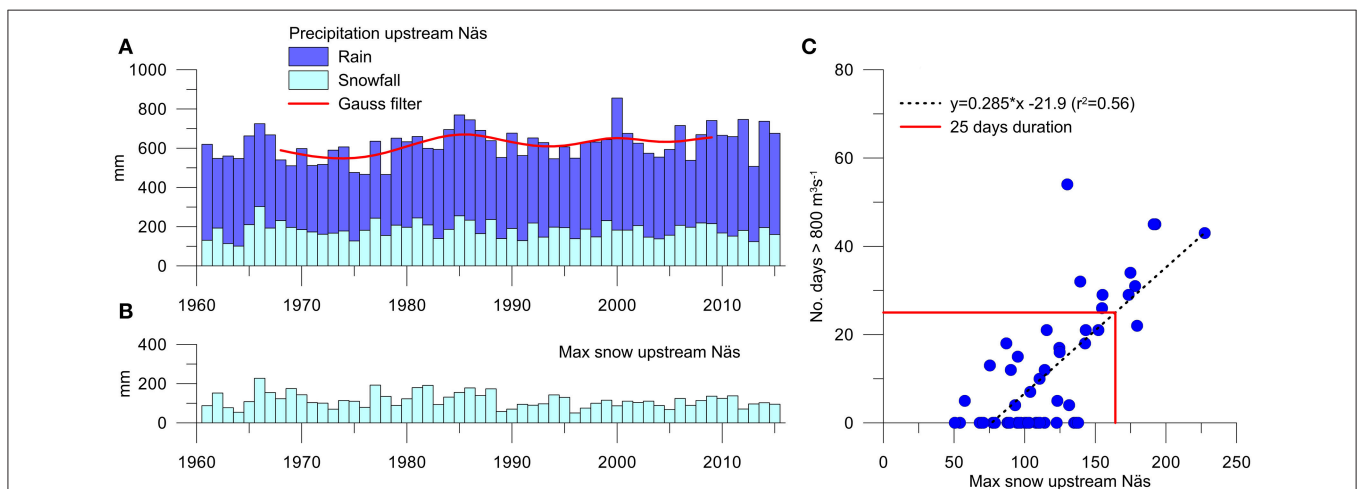 A
Precipitation upstream Näs
Rain
Snowfall
Gauss filter
1000
800
600
400
200
0
mm
1960
1970
1980
1990
2000
2010
B
Max snow upstream Näs
400
200
0
mm
1960
1970
1980
1990
2000
2010
C
80
60
40
20
0
No. days > 800 m³s⁻¹
y=0.285*x -21.9 (r²=0.56)
25 days duration
0
50
100
150
200
250
Max snow upstream Näs